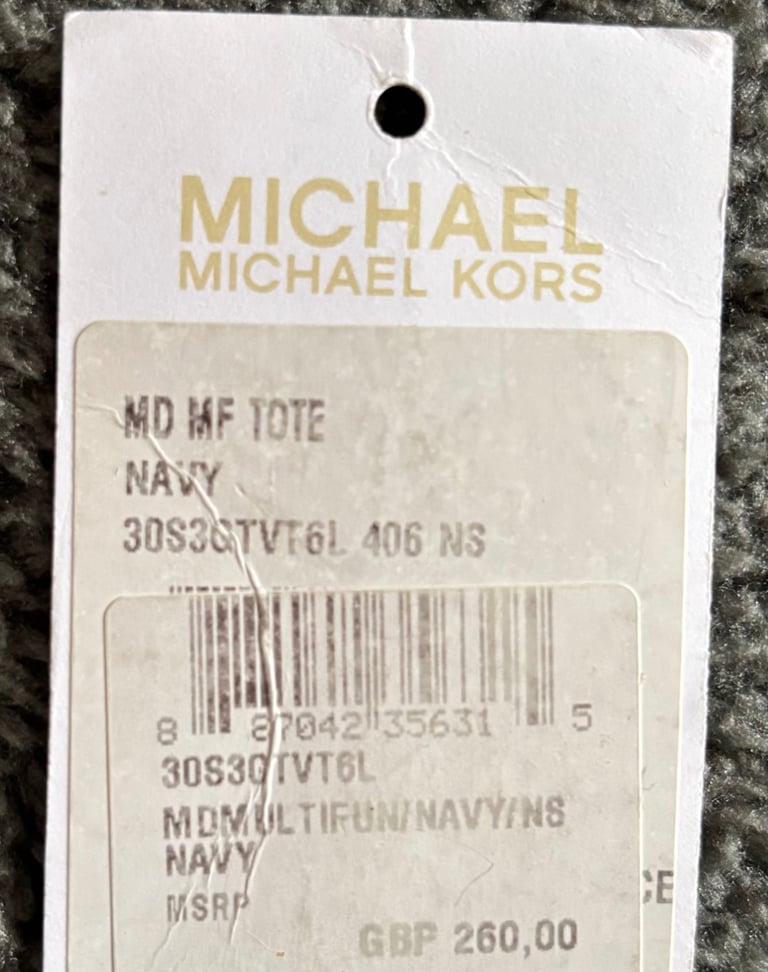 MICHAEL
MICHAEL KORS
MD MF TOTE
NAVY
30S3GTVT6L 406 NS
8 87042 35631 5
30S3GTVT6L
MDMULTIFUN/NAVY/NS
NAVY
MSRP
CE
GBP 260,00